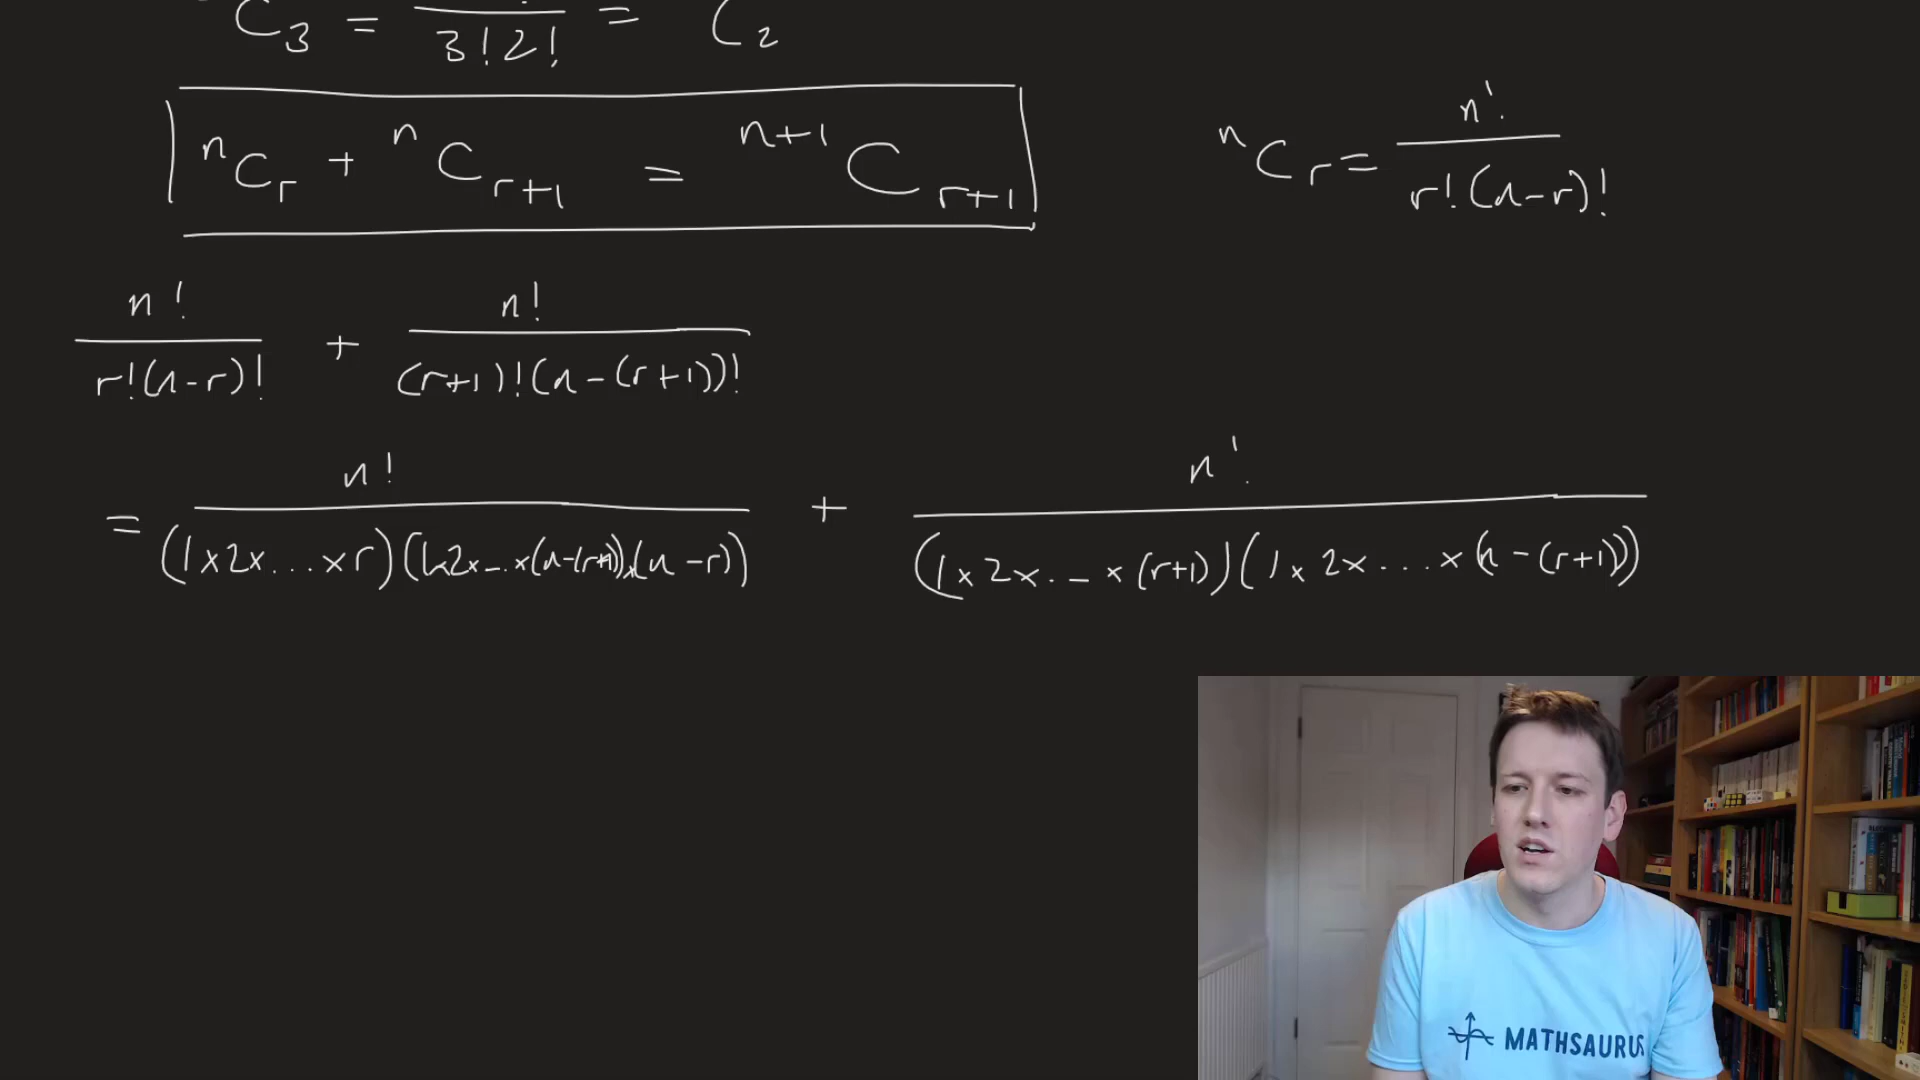 C₃ = / 3!2! = C₂
ⁿCᵣ + ⁿCᵣ₊₁ = ⁿ⁺¹Cᵣ₊₁
ⁿCᵣ = n! / r!(n-r)!
n! / r!(n-r)! + n! / (r+1)!(n-(r+1))!
= n! / (1×2×...×r)(1×2×...×(n-(r+1))×(n-r)) + n! / (1×2×...×(r+1))(1×2×...×(n-(r+1)))
MATHSAURUS